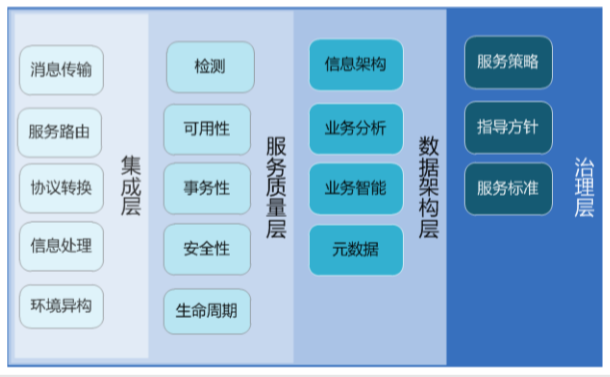 消息传输
服务路由
协议转换
信息处理
环境异构
集成层
检测
可用性
事务性
安全性
生命周期
服务质量层
信息架构
业务分析
业务智能
元数据
数据架构层
服务策略
指导方针
服务标准
治理层